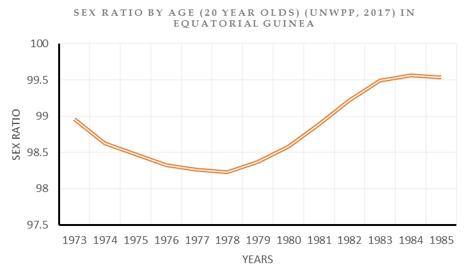 SEX RATIO BY AGE (20 YEAR OLDS) (UNWPP, 2017) IN
EQUATORIAL GUINEA
100
99.5
99
98.5
98
97.5
SEX RATIO
1973 1974 1975 1976 1977 1978 1979 1980 1981 1982 1983 1984 1985
YEARS